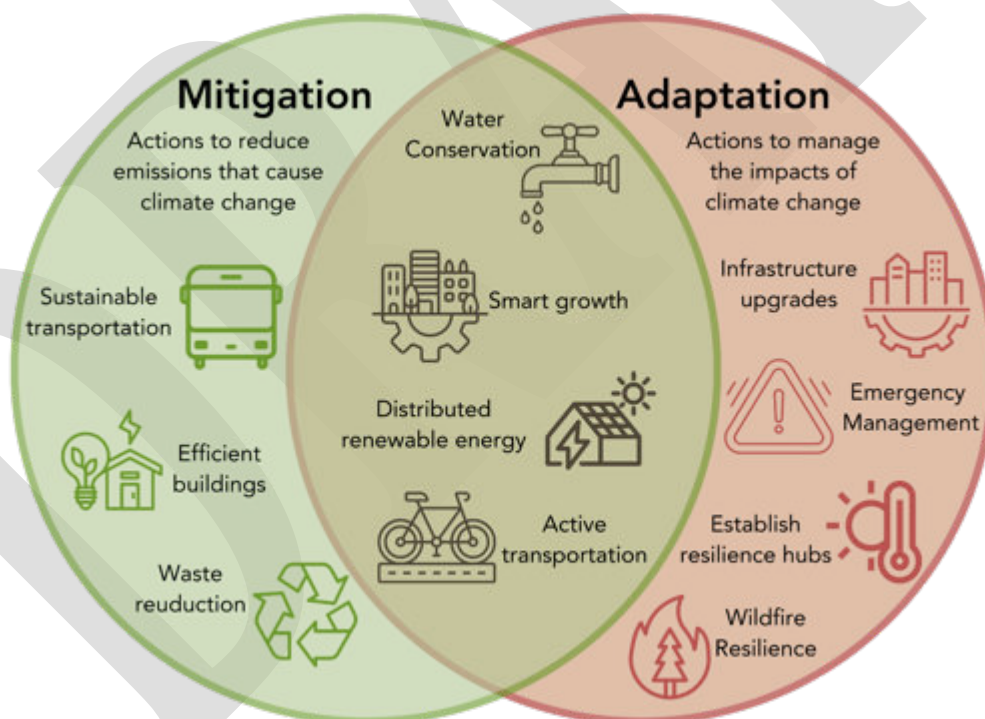 Mitigation
Actions to reduce
emissions that cause
climate change
Sustainable
transportation
Efficient
buildings
Waste
reuduction
Water
Conservation
Smart growth
Distributed
renewable energy
Active
transportation
Adaptation
Actions to manage
the impacts of
climate change
Infrastructure
upgrades
Emergency
Management
Establish
resilience hubs
Wildfire
Resilience